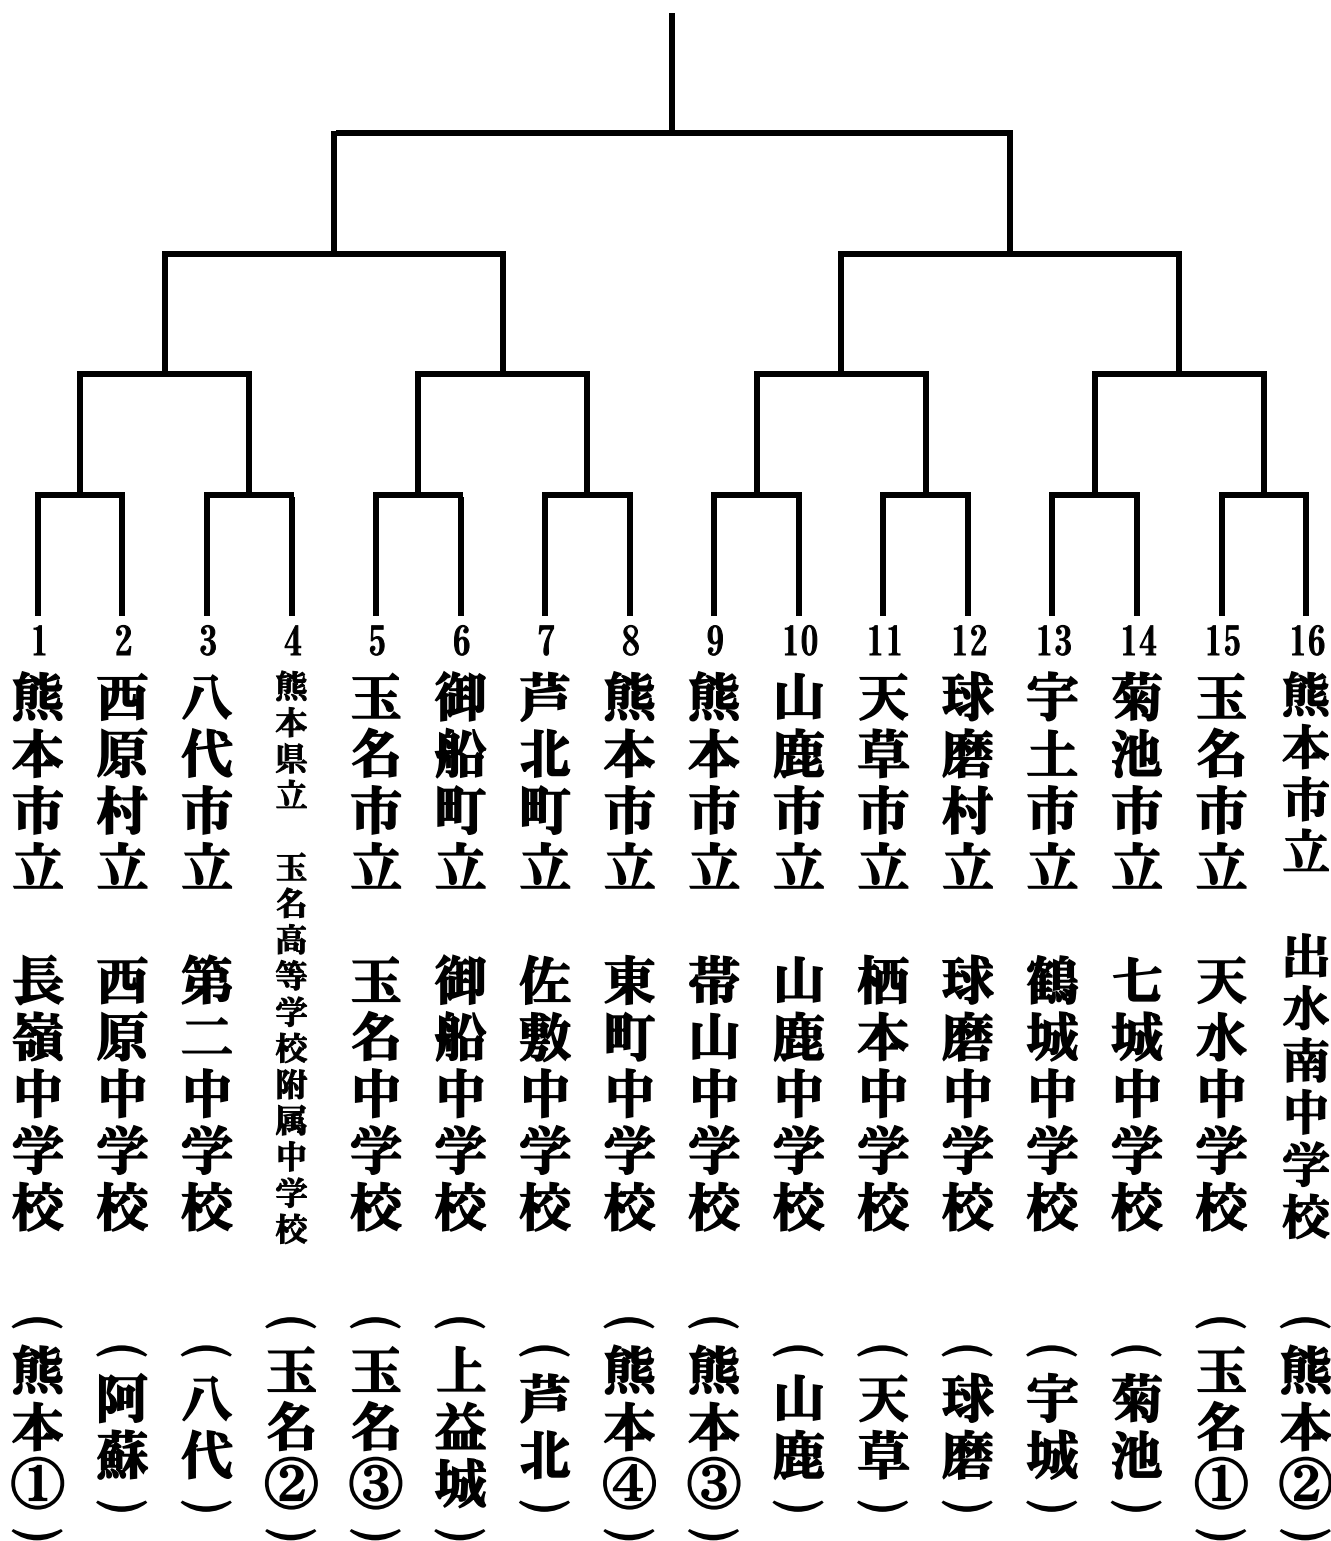 1 熊本市立 長嶺中学校 (熊本①)
2 西原村立 西原中学校 (阿蘇)
3 八代市立 第二中学校 (八代)
4 熊本県立 玉名高等学校附属中学校 (玉名②)
5 玉名市立 玉名中学校 (玉名③)
6 御船町立 御船中学校 (上益城)
7 芦北町立 佐敷中学校 (芦北)
8 熊本市立 東町中学校 (熊本④)
9 熊本市立 帯山中学校 (熊本③)
10 山鹿市立 山鹿中学校 (山鹿)
11 天草市立 栖本中学校 (天草)
12 球磨村立 球磨中学校 (球磨)
13 宇土市立 鶴城中学校 (宇城)
14 菊池市立 七城中学校 (菊池)
15 玉名市立 天水中学校 (玉名①)
16 熊本市立 出水南中学校 (熊本②)